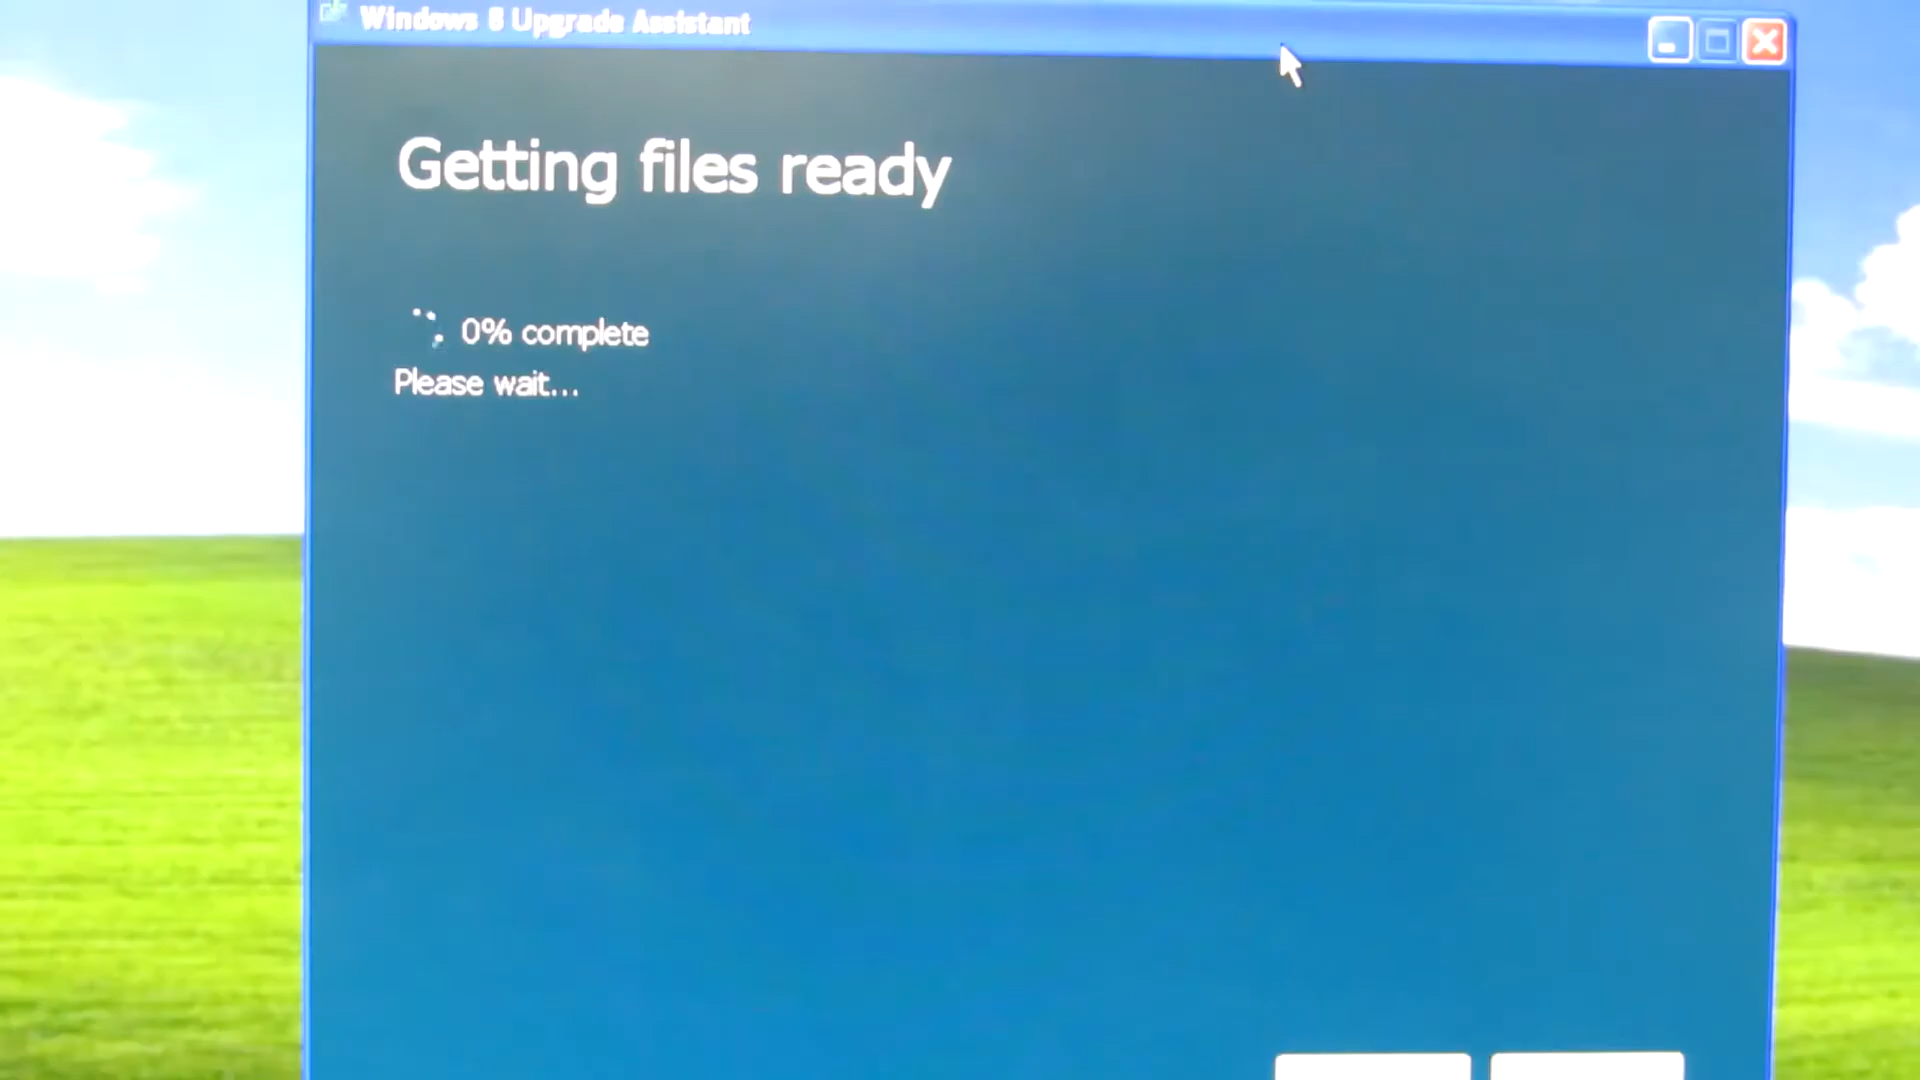 Windows 8 Upgrade Assistant
Getting files ready
0% complete
Please wait...